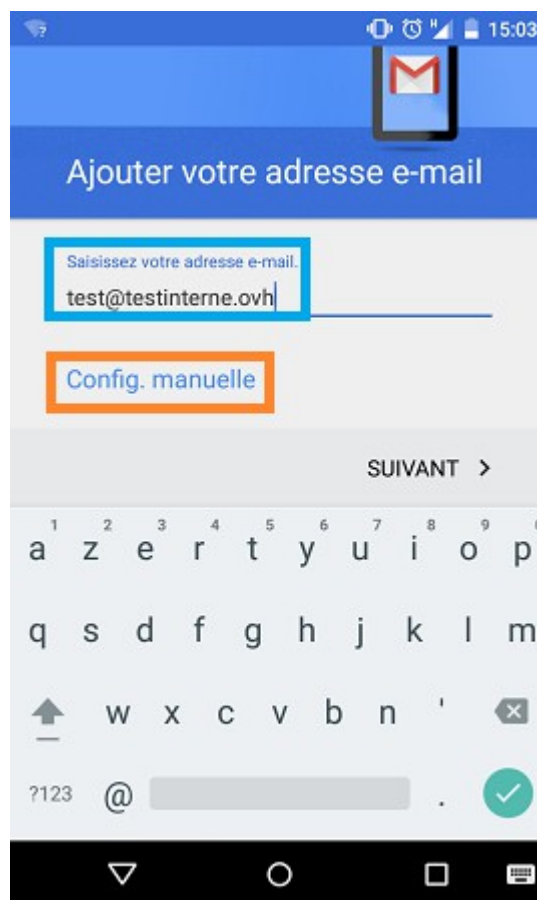 15:03
Ajouter votre adresse e-mail
Saisissez votre adresse e-mail.
test@testinterne.ovh
Config. manuelle
SUIVANT >
1 2 3 4 5 6 7 8 9
a z e r t y u i o p
q s d f g h j k l m
w x c v b n '
?123 @ .